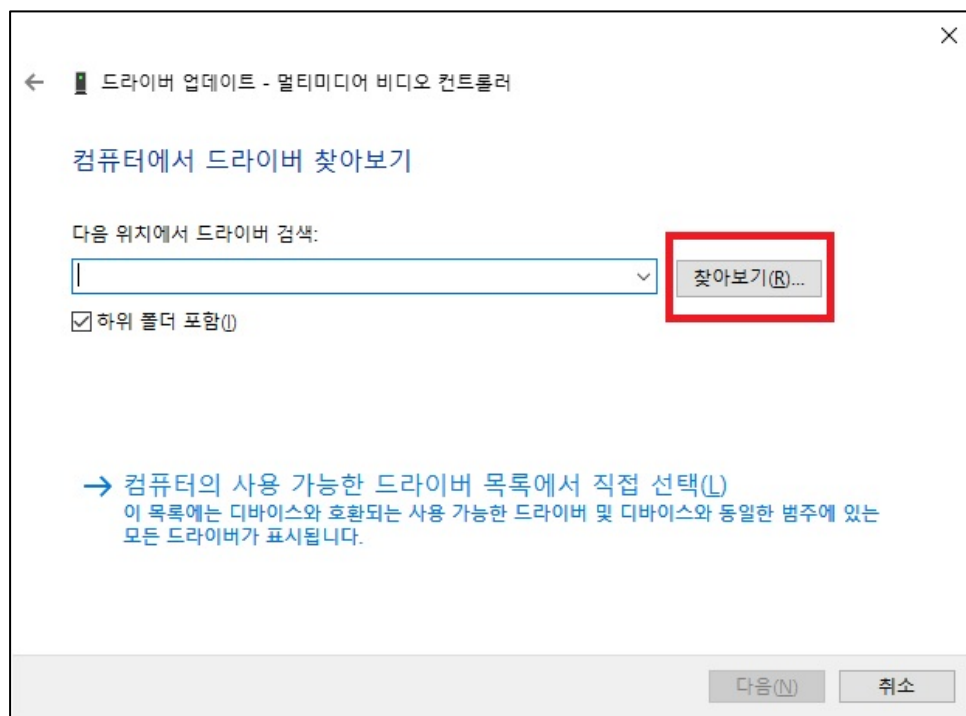 드라이버 업데이트 - 멀티미디어 비디오 컨트롤러
컴퓨터에서 드라이버 찾아보기
다음 위치에서 드라이버 검색:
찾아보기(R)...
하위 폴더 포함(I)
컴퓨터의 사용 가능한 드라이버 목록에서 직접 선택(L)
이 목록에는 디바이스와 호환되는 사용 가능한 드라이버 및 디바이스와 동일한 범주에 있는
모든 드라이버가 표시됩니다.
다음(N)
취소